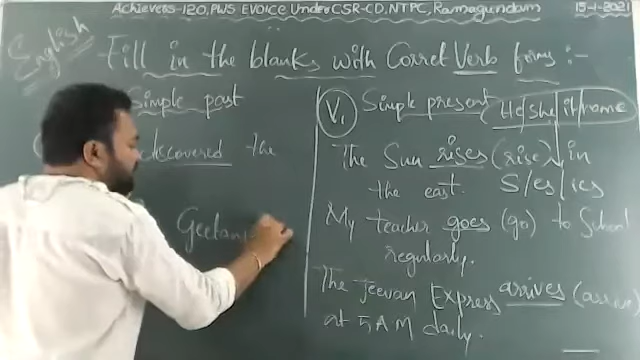 Achievers-120, PWS EVOICE Under CSR-CD, NTPC, Ramagundam 15-1-2021
English
Fill in the blanks with Corret Verb forms :-
Simple past
discovered the
Geetan
V1 Simple present He/She/it/name
The Sun rises (rise) in
the east. S/es/ies
My teacher goes (go) to School
regularly.
The Jeevan Express arrives (arrive)
at 5 AM daily.